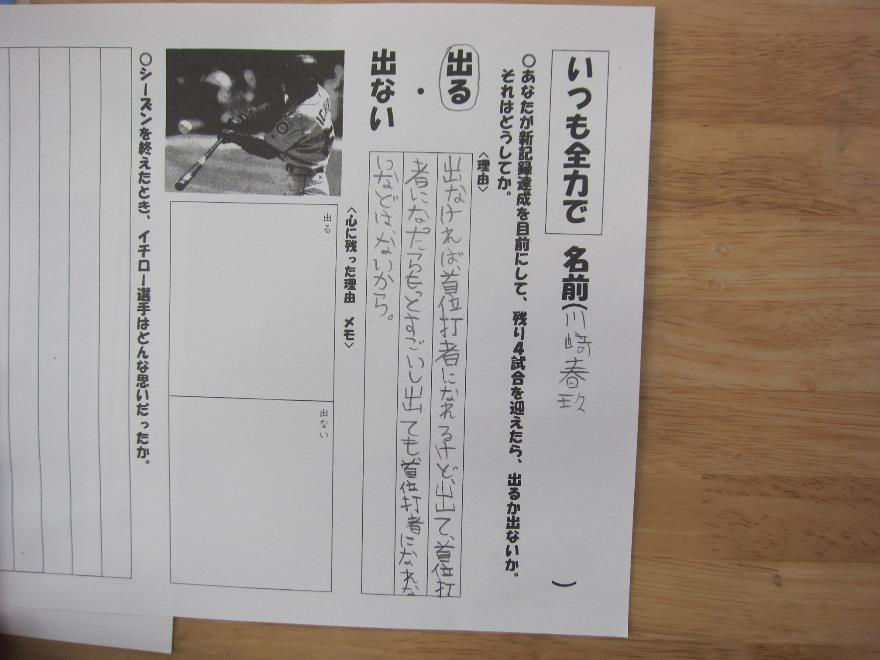 いつも全力で　名前(川崎春玖　)
○あなたが新記録達成を目前にして、残り4試合を迎えたら、出るか出ないか。
それはどうしてか。
出る
・
出ない
〈理由〉
出なければ、首位打者になれるけど、出て、首位打
者になったらもっとすごいし出ても首位打者になれな
いなどはないから。
〈心に残った理由　メモ〉
出る
出ない
○シーズンを終えたとき、イチロー選手はどんな思いだったか。